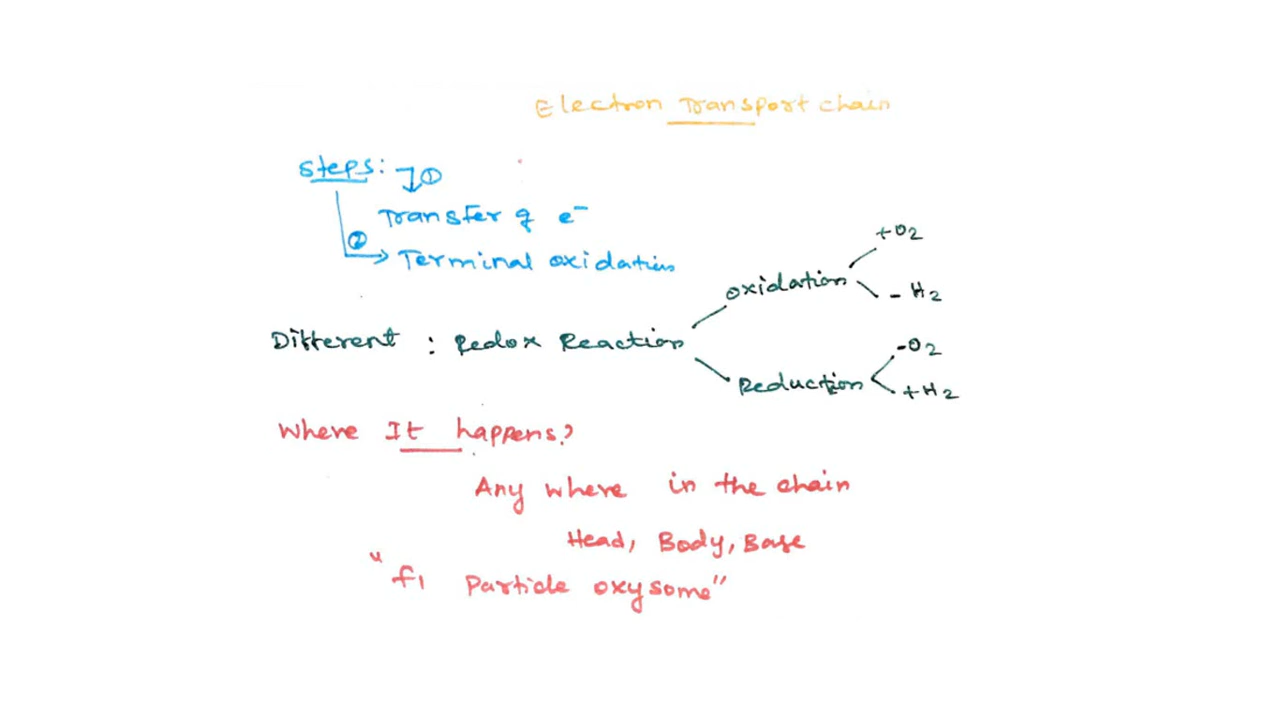 Electron Transport chain
Steps: ①
Transfer of e⁻
② Terminal oxidation
+O2
oxidation
- H2
Different : Redox Reaction
-O2
Reduction
+H2
Where It happens?
Any where in the chain
Head, Body, Base
"f1 Particle oxysome"